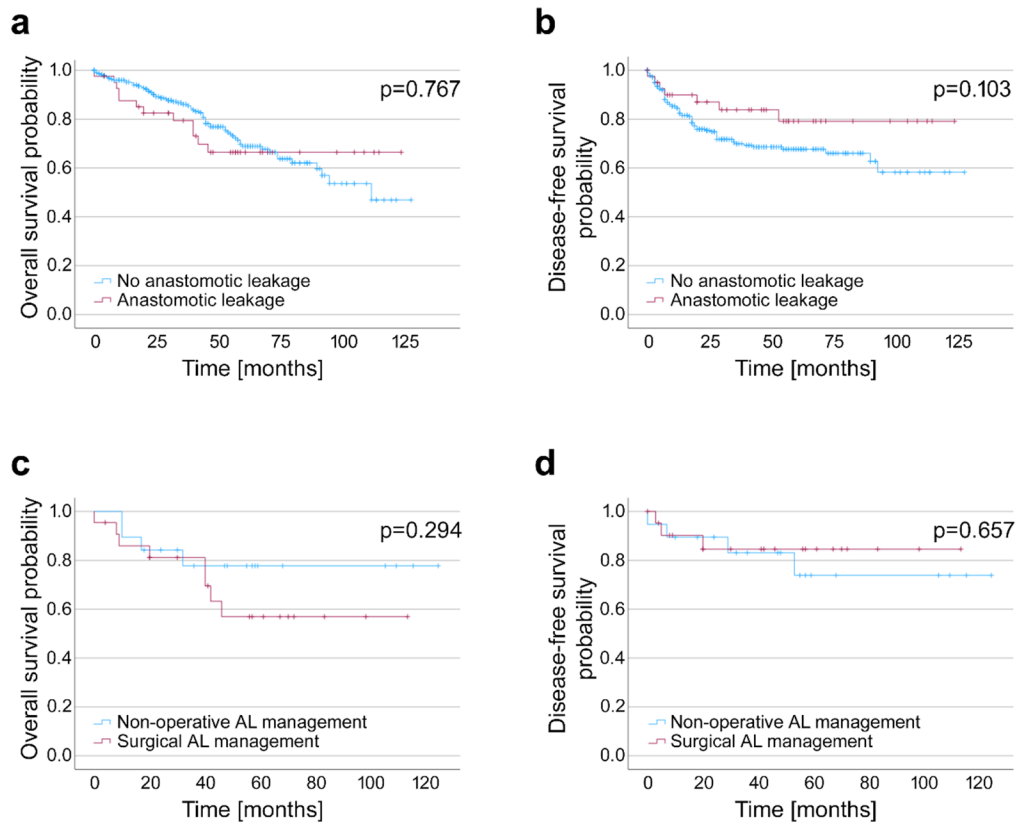 a
Overall survival probability
1.0
0.8
0.6
0.4
0.2
0.0
p=0.767
No anastomotic leakage
Anastomotic leakage
0 25 50 75 100 125
Time [months]
b
Disease-free survival
probability
1.0
0.8
0.6
0.4
0.2
0.0
p=0.103
No anastomotic leakage
Anastomotic leakage
0 25 50 75 100 125
Time [months]
c
Overall survival probability
1.0
0.8
0.6
0.4
0.2
0.0
p=0.294
Non-operative AL management
Surgical AL management
0 20 40 60 80 100 120
Time [months]
d
Disease-free survival
probability
1.0
0.8
0.6
0.4
0.2
0.0
p=0.657
Non-operative AL management
Surgical AL management
0 20 40 60 80 100 120
Time [months]